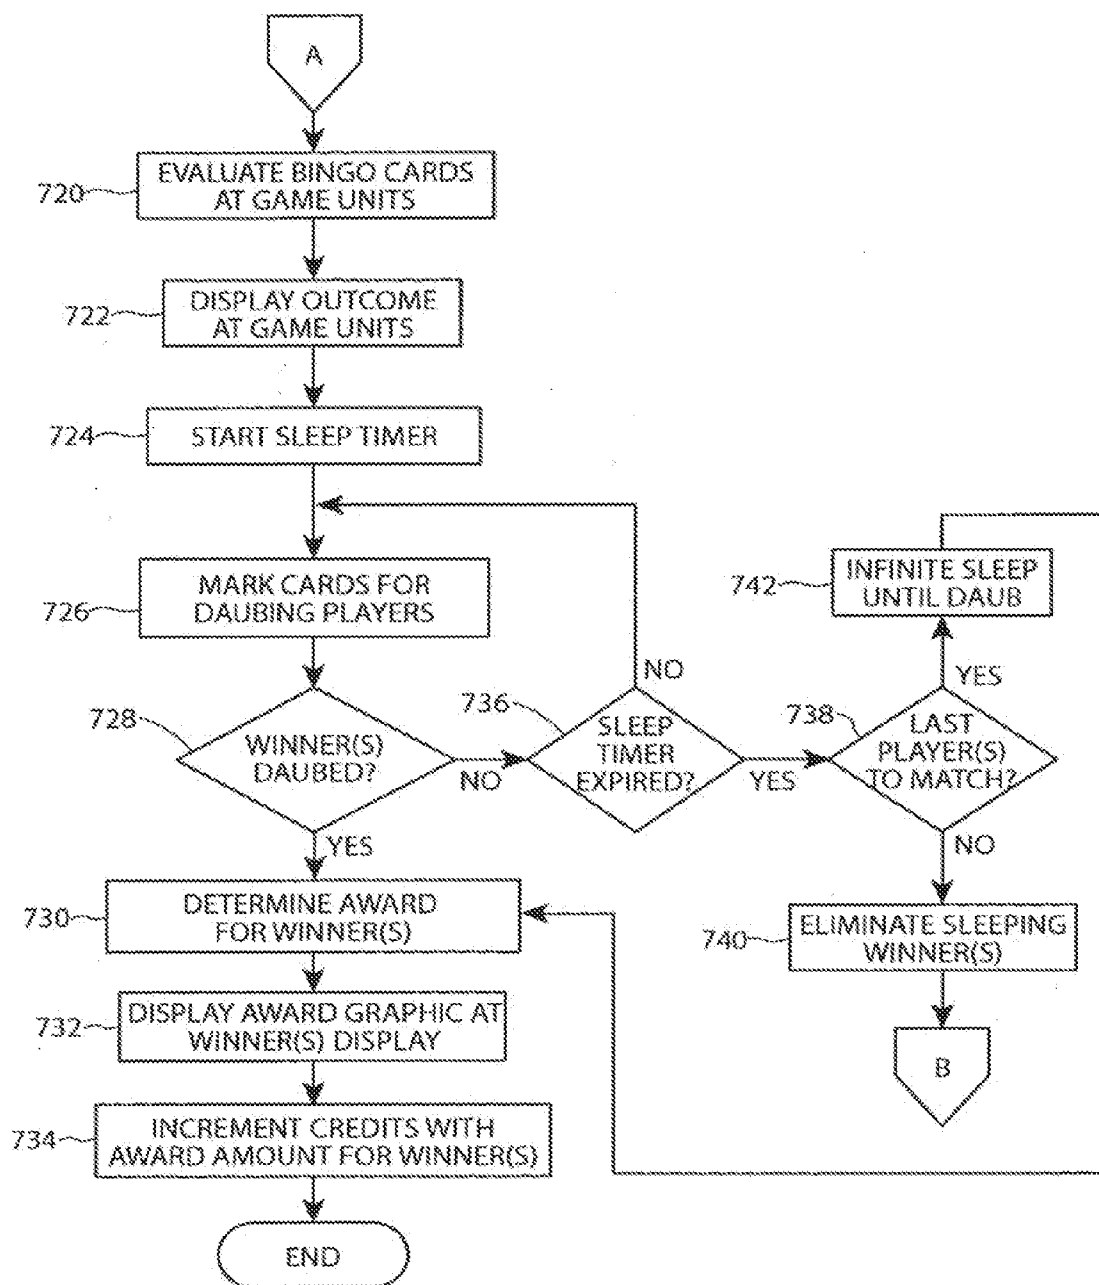 A
720
EVALUATE BINGO CARDS
AT GAME UNITS
722
DISPLAY OUTCOME
AT GAME UNITS
724
START SLEEP TIMER
726
MARK CARDS FOR
DAUBING PLAYERS
728
WINNER(S)
DAUBED?
NO
YES
736
SLEEP
TIMER
EXPIRED?
NO
YES
738
LAST
PLAYER(S)
TO MATCH?
YES
NO
742
INFINITE SLEEP
UNTIL DAUB
740
ELIMINATE SLEEPING
WINNER(S)
B
730
DETERMINE AWARD
FOR WINNER(S)
732
DISPLAY AWARD GRAPHIC AT
WINNER(S) DISPLAY
734
INCREMENT CREDITS WITH
AWARD AMOUNT FOR WINNER(S)
END